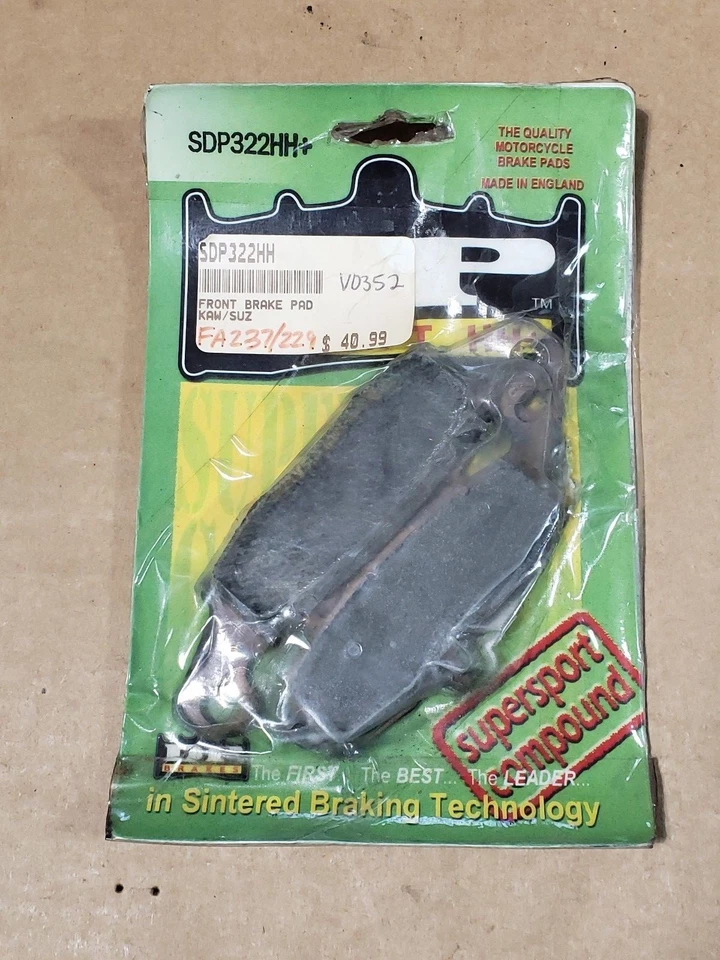 SDP322HH+
THE QUALITY
MOTORCYCLE
BRAKE PADS
MADE IN ENGLAND
SDP322HH
V0352
FRONT BRAKE PAD
KAW/SUZ
FA237/229 $ 40.99
P
TM
supersport
compound
BRAKES
The FIRST... The BEST... The LEADER...
in Sintered Braking Technology